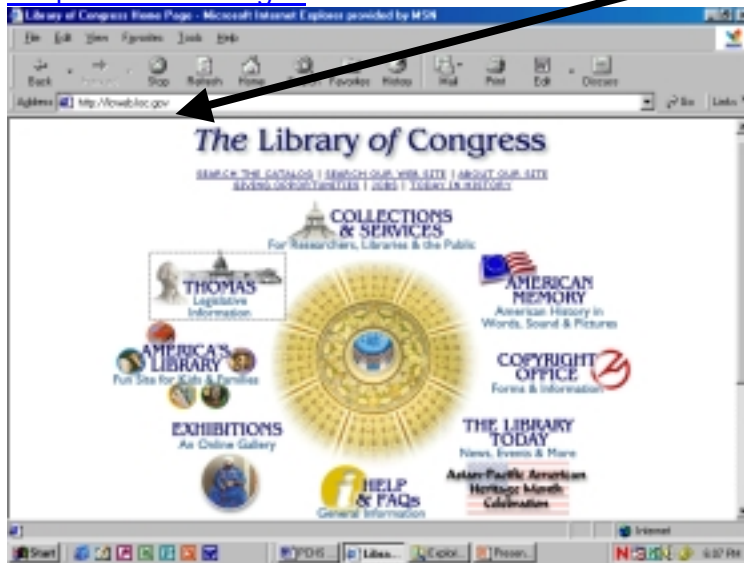 Library of Congress Home Page - Microsoft Internet Explorer provided by MSN
File Edit View Favorites Tools Help
Back Stop Refresh Home Favorites History Mail Print Edit Discuss
Address http://lcweb.loc.gov Go Links
The Library of Congress
SEARCH THE CATALOG | SEARCH OUR WEB SITE | ABOUT OUR SITE
GIVING OPPORTUNITIES | JOBS | TODAY IN HISTORY
COLLECTIONS
& SERVICES
For Researchers, Libraries & the Public
THOMAS
Legislative
Information
AMERICAN
MEMORY
American History in
Words, Sound & Pictures
AMERICA'S
LIBRARY
Fun Site for Kids & Families
COPYRIGHT
OFFICE
Forms & Information
EXHIBITIONS
An Online Gallery
THE LIBRARY
TODAY
News, Events & More
HELP
& FAQs
General Information
Asian-Pacific American
Heritage Month
Celebration
Internet
Start 6:07 PM